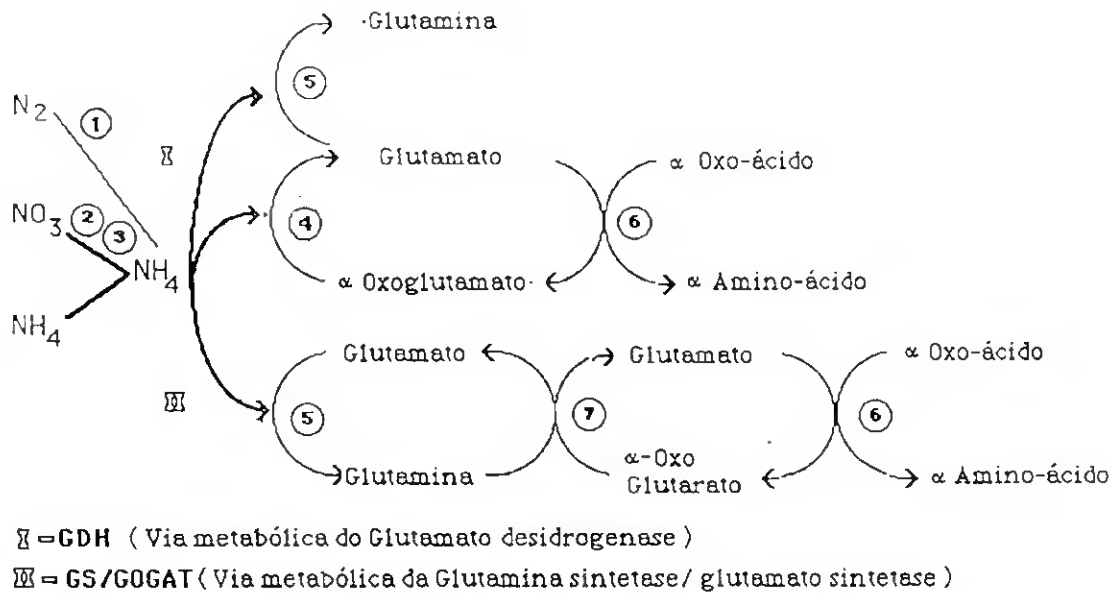 Glutamina
5
N2
1
I
Glutamato
α Oxo-ácido
NO3
2
3
4
6
NH4
α Oxoglutamato
α Amino-ácido
NH4
Glutamato
Glutamato
α Oxo-ácido
II
5
7
6
Glutamina
α-Oxo
Glutarato
α Amino-ácido
I = GDH ( Via metabólica do Glutamato desidrogenase )
II = GS/GOGAT ( Via metabólica da Glutamina sintetase/ glutamato sintetase )